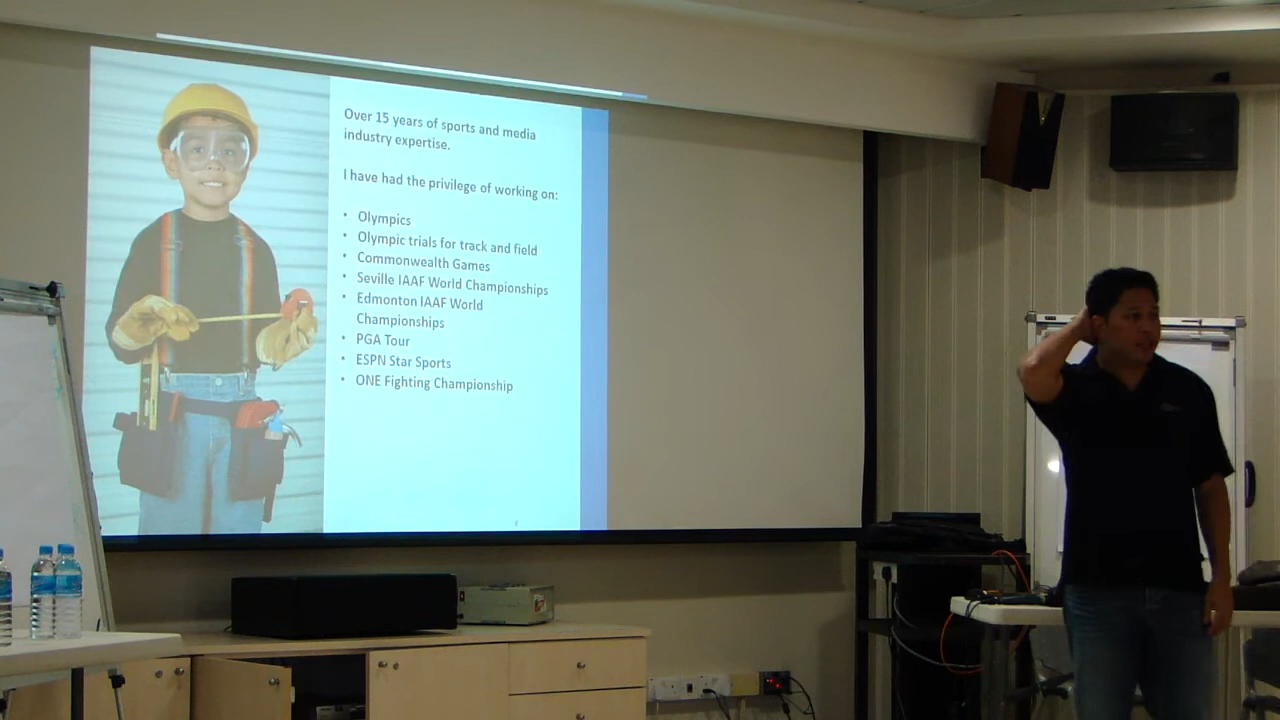 Over 15 years of sports and media
industry expertise.
I have had the privilege of working on:
• Olympics
• Olympic trials for track and field
• Commonwealth Games
• Seville IAAF World Championships
• Edmonton IAAF World
Championships
• PGA Tour
• ESPN Star Sports
• ONE Fighting Championship